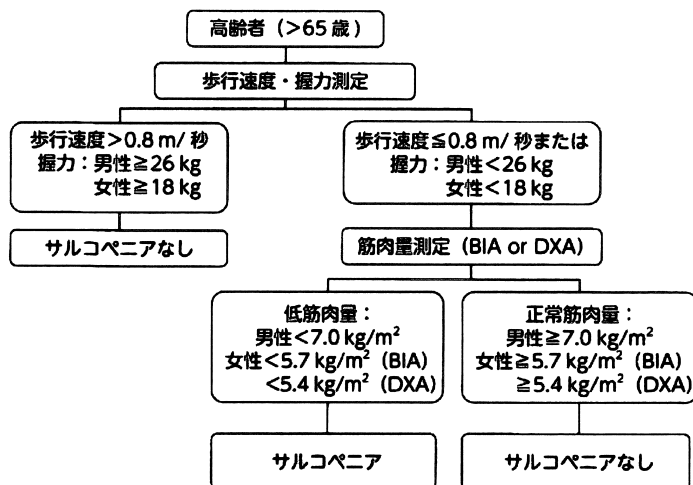 高齢者（>65歳）
歩行速度・握力測定
歩行速度>0.8 m/秒
握力：男性≧26 kg
女性≧18 kg
歩行速度≦0.8 m/秒または
握力：男性<26 kg
女性<18 kg
サルコペニアなし
筋肉量測定（BIA or DXA）
低筋肉量：
男性<7.0 kg/m²
女性<5.7 kg/m²（BIA）
<5.4 kg/m²（DXA）
正常筋肉量：
男性≧7.0 kg/m²
女性≧5.7 kg/m²（BIA）
≧5.4 kg/m²（DXA）
サルコペニア
サルコペニアなし